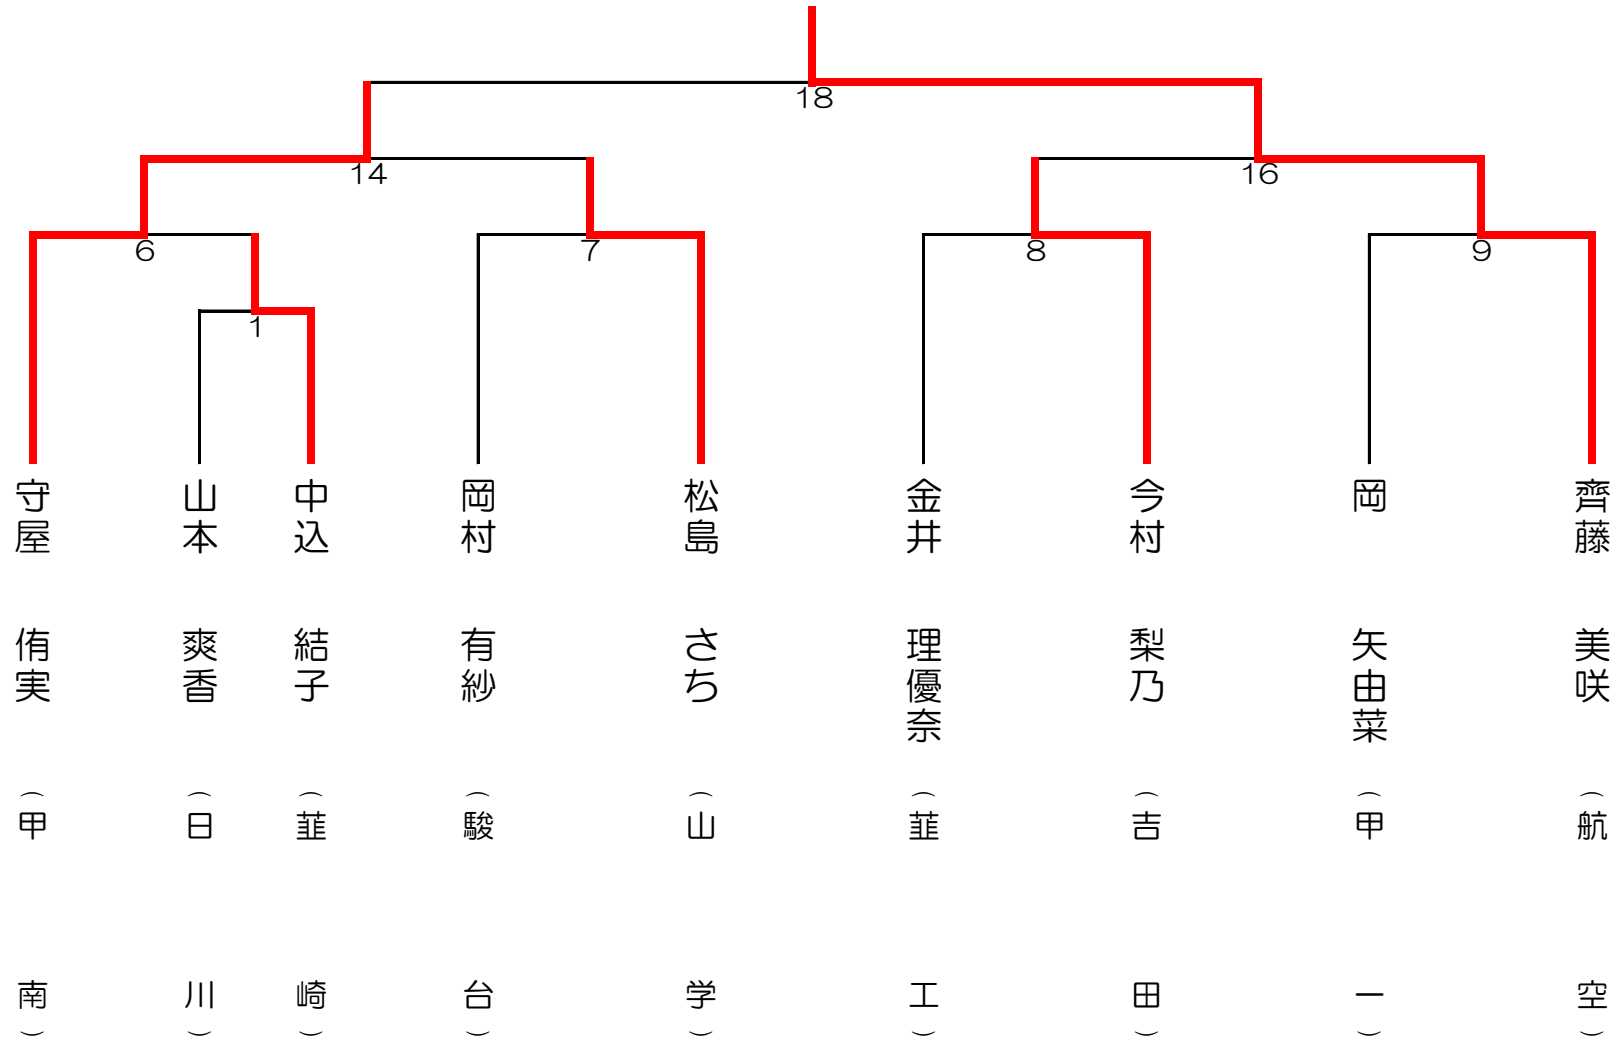 18
14
16
6
7
8
9
1
守屋 侑実 (甲南)
山本 爽香 (日川)
中込 結子 (韮崎)
岡村 有紗 (駿台)
松島 さち (山学)
金井 理優奈 (韮工)
今村 梨乃 (吉田)
岡 矢由菜 (甲一)
齊藤 美咲 (航空)